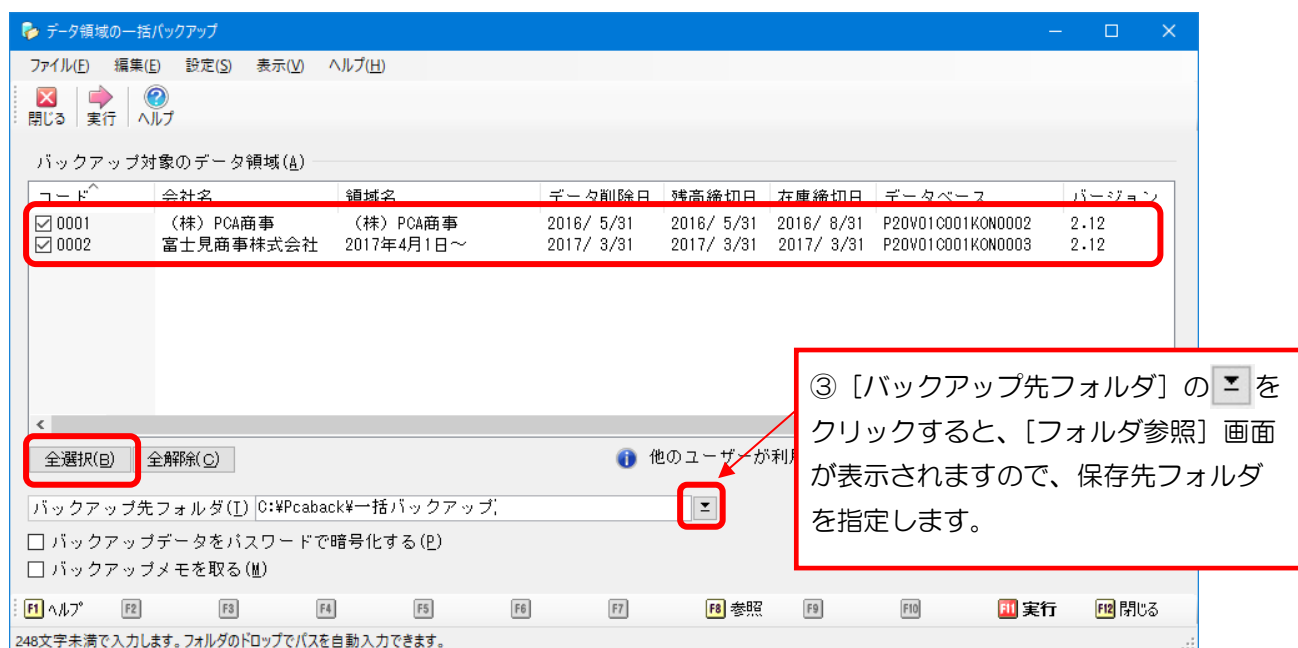 データ領域の一括バックアップ
ファイル(F) 編集(E) 設定(S) 表示(V) ヘルプ(H)
閉じる 実行 ヘルプ
バックアップ対象のデータ領域(A)
コード 会社名 領域名 データ削除日 残高締切日 在庫締切日 データベース バージョン
0001 (株) PCA商事 (株) PCA商事 2016/ 5/31 2016/ 5/31 2016/ 8/31 P20V01C001KON0002 2.12
0002 富士見商事株式会社 2017年4月1日～ 2017/ 3/31 2017/ 3/31 2017/ 3/31 P20V01C001KON0003 2.12
③［バックアップ先フォルダ］の を
クリックすると、［フォルダ参照］画面
が表示されますので、保存先フォルダ
を指定します。
全選択(B) 全解除(C) 他のユーザーが利
バックアップ先フォルダ(T) C:¥Pcaback¥一括バックアップ
バックアップデータをパスワードで暗号化する(P)
バックアップメモを取る(M)
F1 ヘルプ F2 F3 F4 F5 F6 F7 F8 参照 F9 F10 F11 実行 F12 閉じる
248文字未満で入力します。フォルダのドロップでパスを自動入力できます。